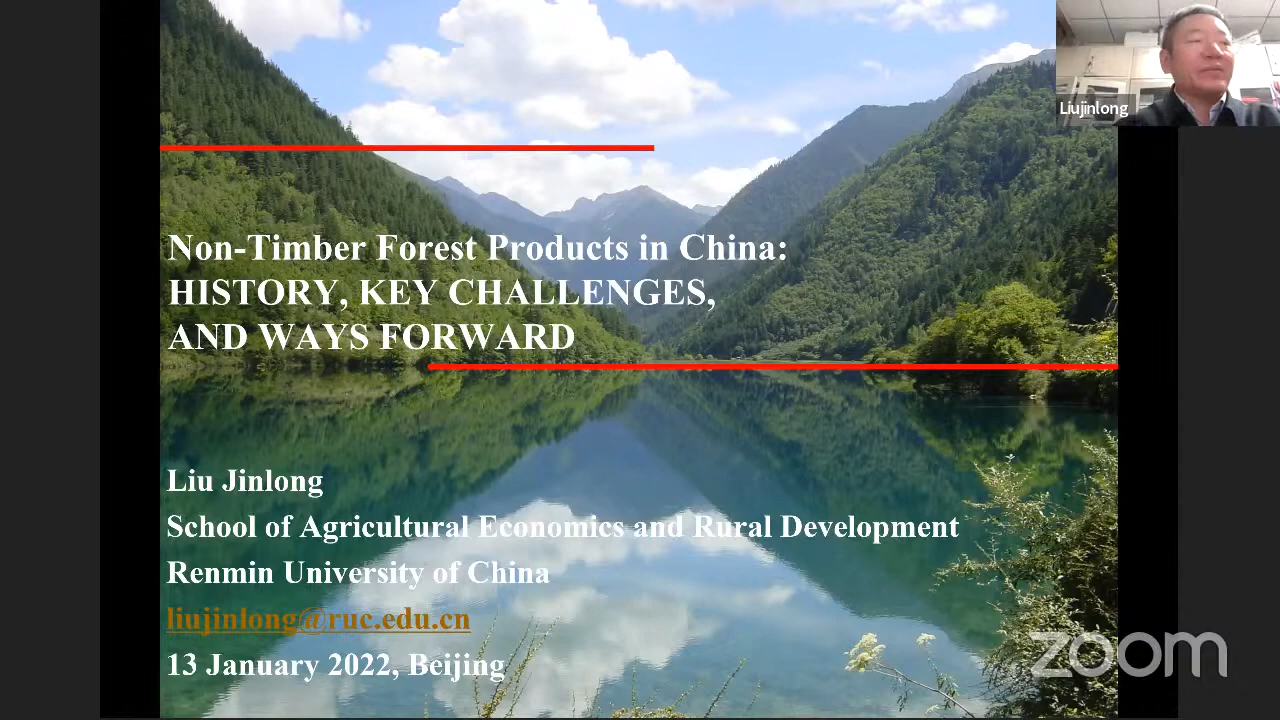 Liujinlong
Non-Timber Forest Products in China:
HISTORY, KEY CHALLENGES,
AND WAYS FORWARD
Liu Jinlong
School of Agricultural Economics and Rural Development
Renmin University of China
liujinlong@ruc.edu.cn
13 January 2022, Beijing
zoom